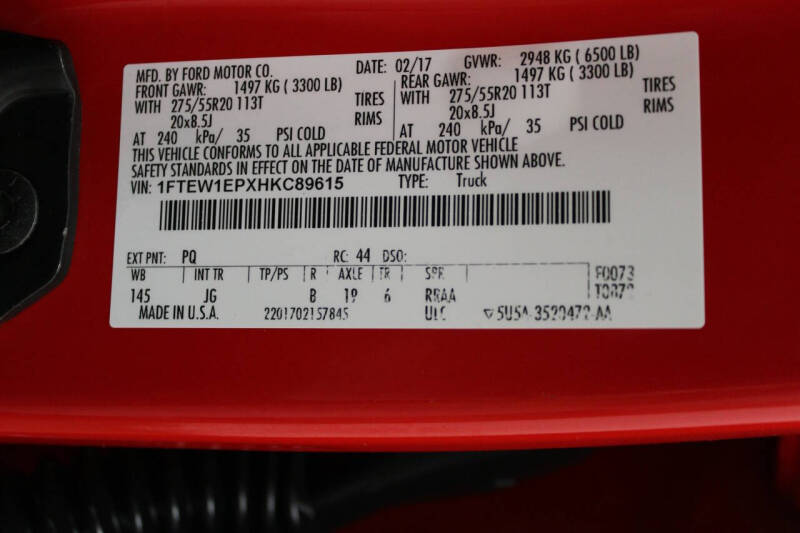 MFD. BY FORD MOTOR CO. DATE: 02/17 GVWR: 2948 KG ( 6500 LB)
FRONT GAWR: 1497 KG ( 3300 LB) REAR GAWR: 1497 KG ( 3300 LB)
WITH 275/55R20 113T TIRES WITH 275/55R20 113T TIRES
20x8.5J RIMS 20x8.5J RIMS
AT 240 kPa/ 35 PSI COLD AT 240 kPa/ 35 PSI COLD
THIS VEHICLE CONFORMS TO ALL APPLICABLE FEDERAL MOTOR VEHICLE
SAFETY STANDARDS IN EFFECT ON THE DATE OF MANUFACTURE SHOWN ABOVE.
VIN: 1FTEW1EPXHKC89615 TYPE: Truck
EXT PNT: PQ RC: 44 DSO:
WB INT TR TP/PS R AXLE TR SPR F0073
145 JG B 19 6 RRAA
MADE IN U.S.A. 2201702157845